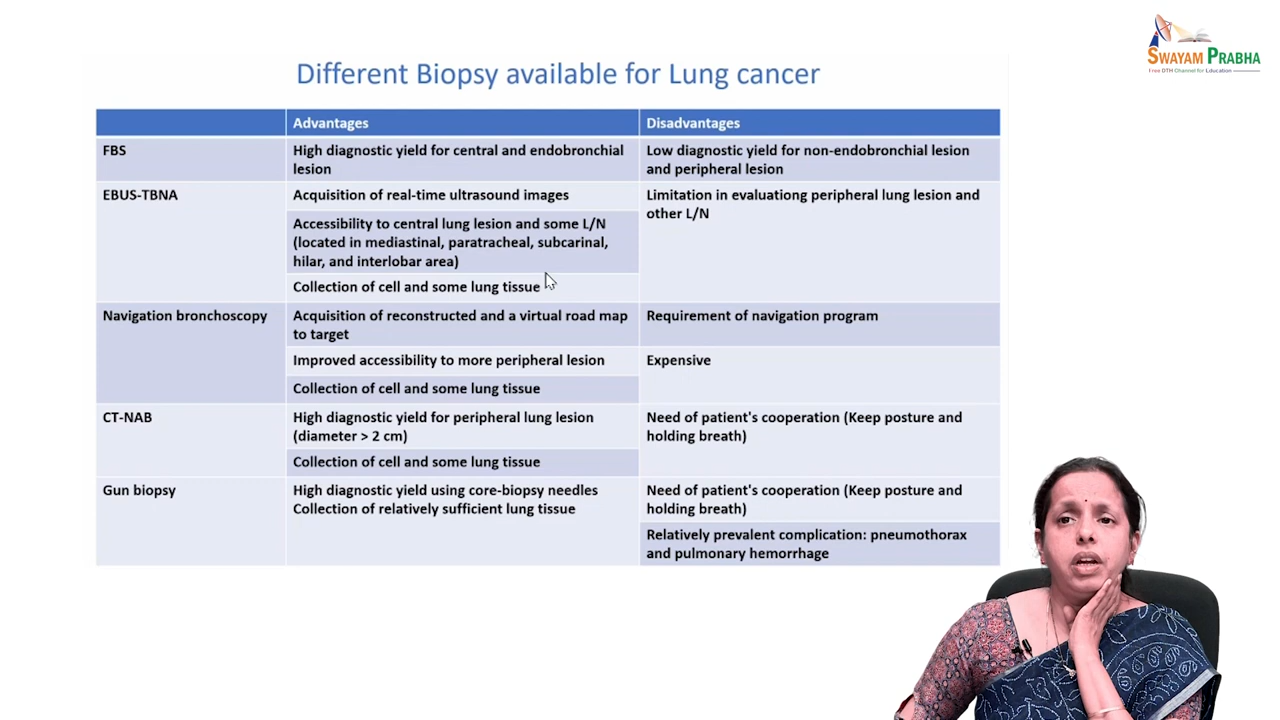 SWAYAM PRABHA
Free DTH Channel for Education
Different Biopsy available for Lung cancer
Advantages
Disadvantages
FBS
High diagnostic yield for central and endobronchial
lesion
Low diagnostic yield for non-endobronchial lesion
and peripheral lesion
EBUS-TBNA
Acquisition of real-time ultrasound images
Accessibility to central lung lesion and some L/N
(located in mediastinal, paratracheal, subcarinal,
hilar, and interlobar area)
Collection of cell and some lung tissue
Limitation in evaluationg peripheral lung lesion and
other L/N
Navigation bronchoscopy
Acquisition of reconstructed and a virtual road map
to target
Improved accessibility to more peripheral lesion
Collection of cell and some lung tissue
Requirement of navigation program
Expensive
CT-NAB
High diagnostic yield for peripheral lung lesion
(diameter > 2 cm)
Collection of cell and some lung tissue
Need of patient's cooperation (Keep posture and
holding breath)
Gun biopsy
High diagnostic yield using core-biopsy needles
Collection of relatively sufficient lung tissue
Need of patient's cooperation (Keep posture and
holding breath)
Relatively prevalent complication: pneumothorax
and pulmonary hemorrhage